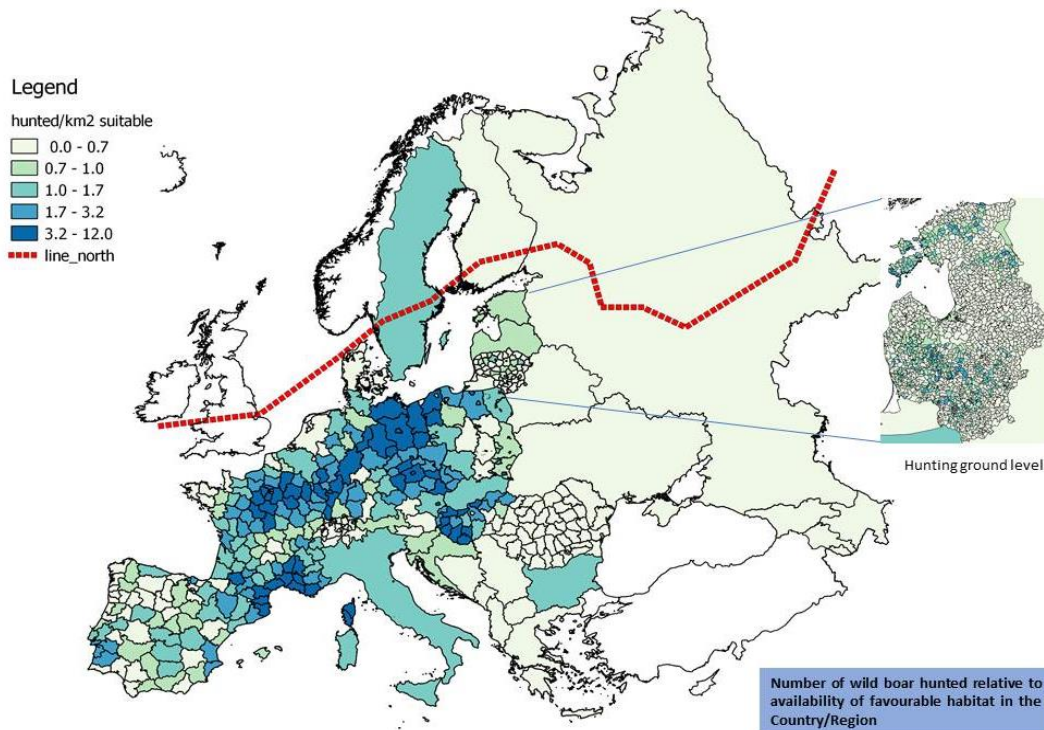 Legend
hunted/km2 suitable
0.0 - 0.7
0.7 - 1.0
1.0 - 1.7
1.7 - 3.2
3.2 - 12.0
line_north
Hunting ground level
Number of wild boar hunted relative to
availability of favourable habitat in the
Country/Region